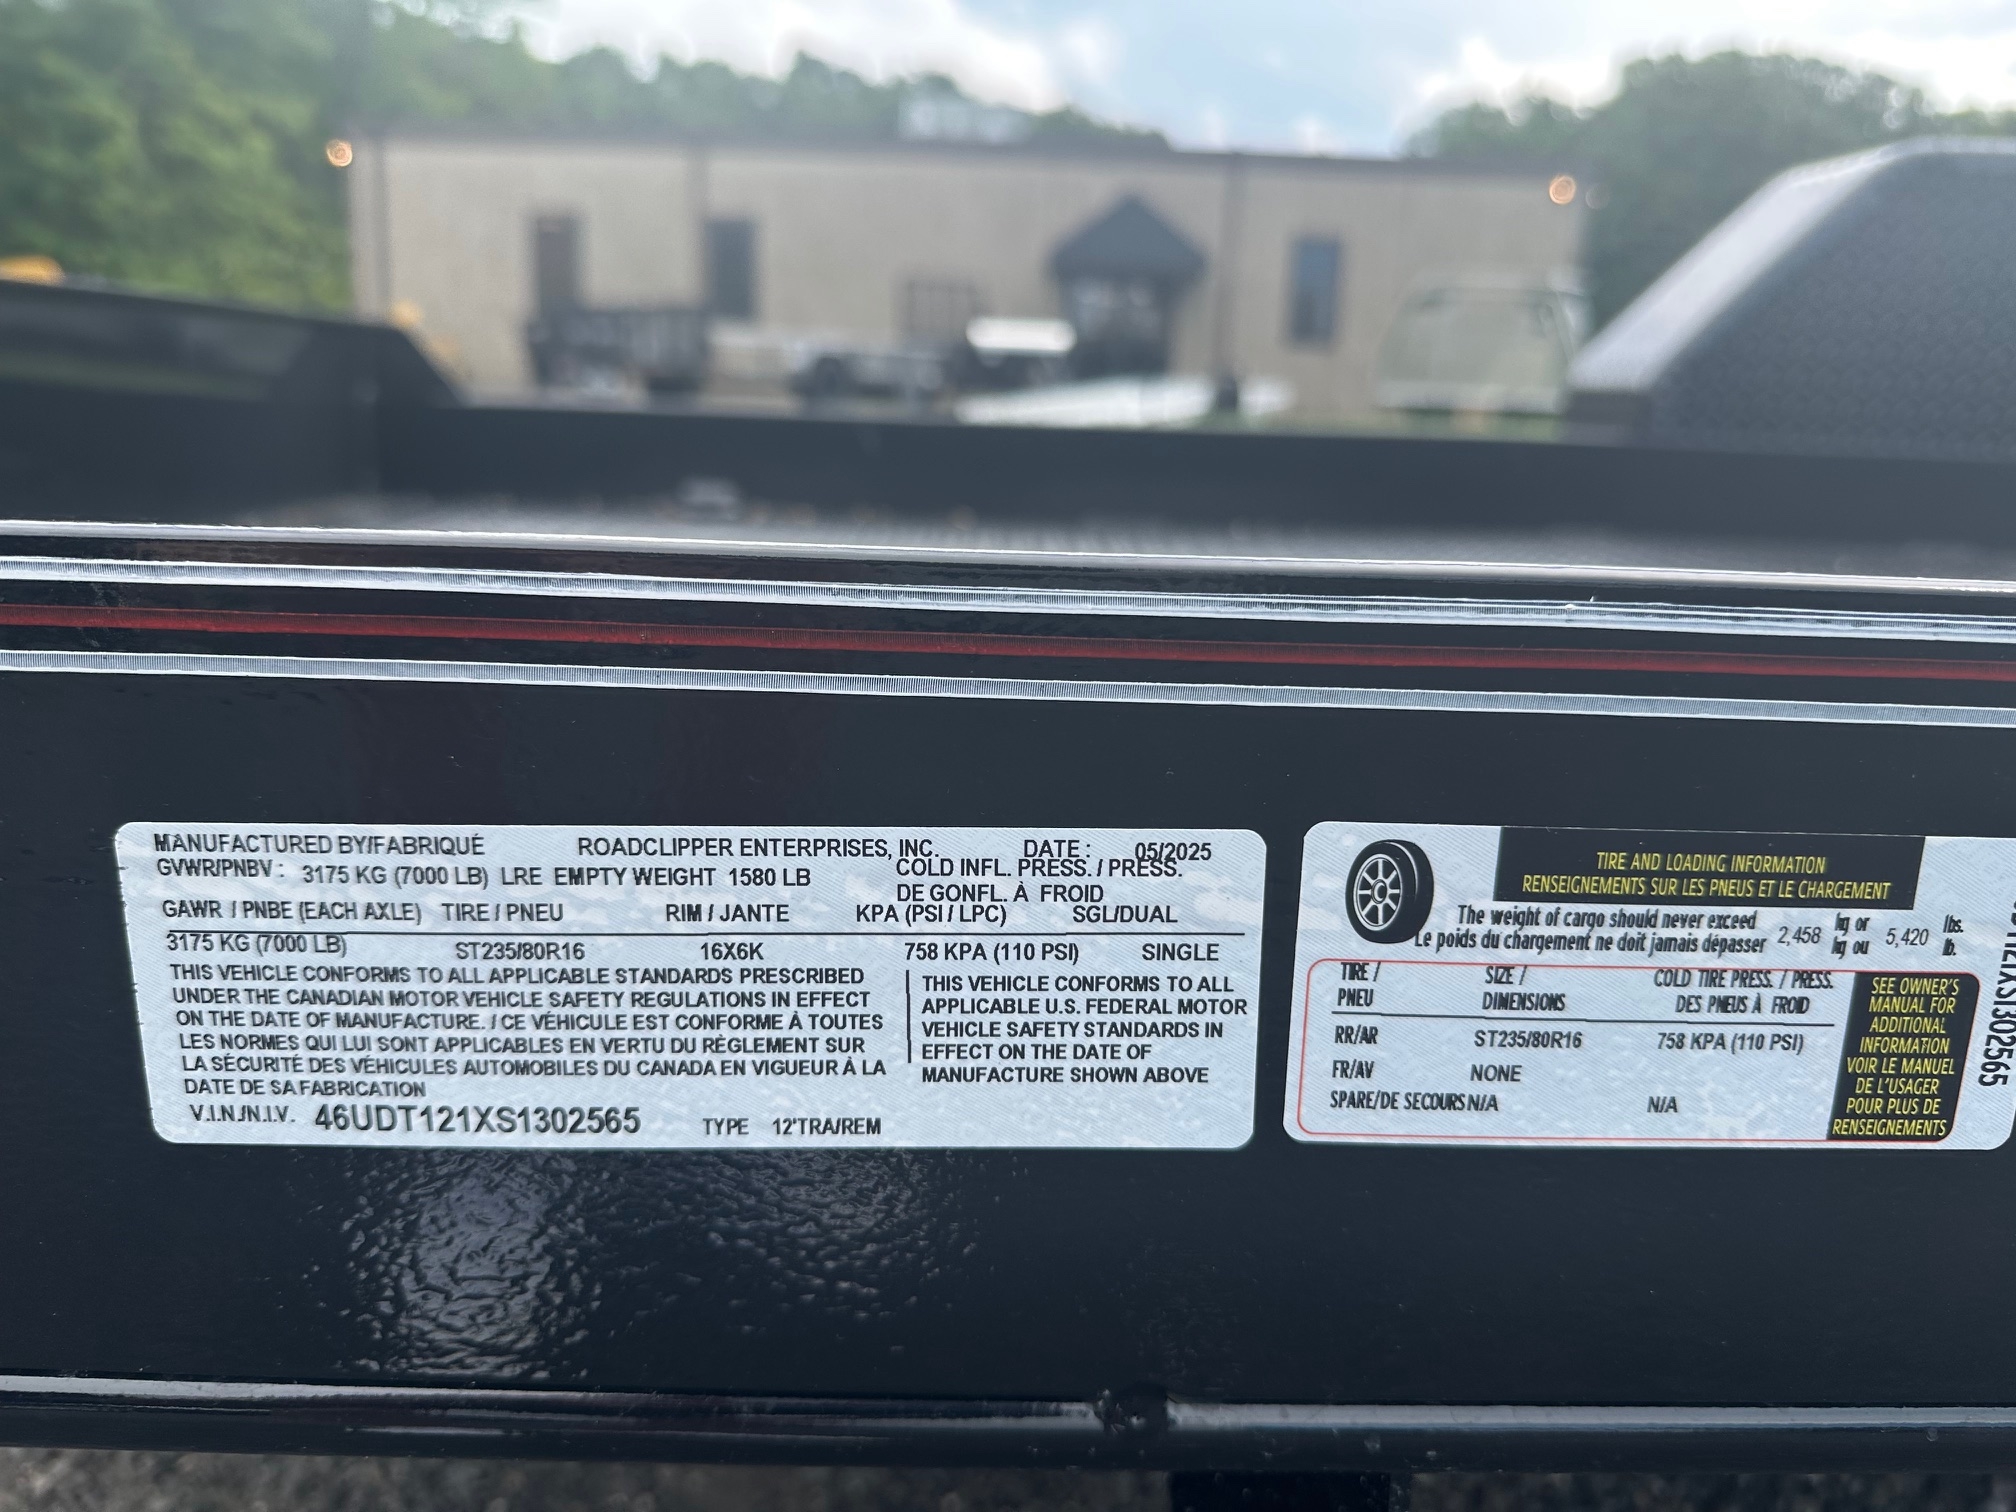 MANUFACTURED BY/FABRIQUÉ ROADCLIPPER ENTERPRISES, INC. DATE : 05/2025
GVWR/PNBV : 3175 KG (7000 LB) LRE EMPTY WEIGHT 1580 LB COLD INFL. PRESS. / PRESS.
DE GONFL. À FROID
GAWR / PNBE (EACH AXLE) TIRE / PNEU RIM / JANTE KPA (PSI / LPC) SGL/DUAL
3175 KG (7000 LB) ST235/80R16 16X6K 758 KPA (110 PSI) SINGLE
THIS VEHICLE CONFORMS TO ALL APPLICABLE STANDARDS PRESCRIBED
UNDER THE CANADIAN MOTOR VEHICLE SAFETY REGULATIONS IN EFFECT
ON THE DATE OF MANUFACTURE. / CE VÉHICULE EST CONFORME À TOUTES
LES NORMES QUI LUI SONT APPLICABLES EN VERTU DU RÈGLEMENT SUR
LA SÉCURITÉ DES VÉHICULES AUTOMOBILES DU CANADA EN VIGUEUR À LA
DATE DE SA FABRICATION
THIS VEHICLE CONFORMS TO ALL
APPLICABLE U.S. FEDERAL MOTOR
VEHICLE SAFETY STANDARDS IN
EFFECT ON THE DATE OF
MANUFACTURE SHOWN ABOVE
V.I.N./N.I.V. 46UDT121XS1302565 TYPE 12'TRA/REM
TIRE AND LOADING INFORMATION
RENSEIGNEMENTS SUR LES PNEUS ET LE CHARGEMENT
The weight of cargo should never exceed 2,458 kg or 5,420 lbs.
Le poids du chargement ne doit jamais dépasser kg ou lb.
TIRE / SIZE / COLD TIRE PRESS. / PRESS.
PNEU DIMENSIONS DES PNEUS À FROID
RR/AR ST235/80R16 758 KPA (110 PSI)
FR/AV NONE
SPARE/DE SECOURS N/A N/A
SEE OWNER'S
MANUAL FOR
ADDITIONAL
INFORMATION
VOIR LE MANUEL
DE L'USAGER
POUR PLUS DE
RENSEIGNEMENTS
121XS1302565